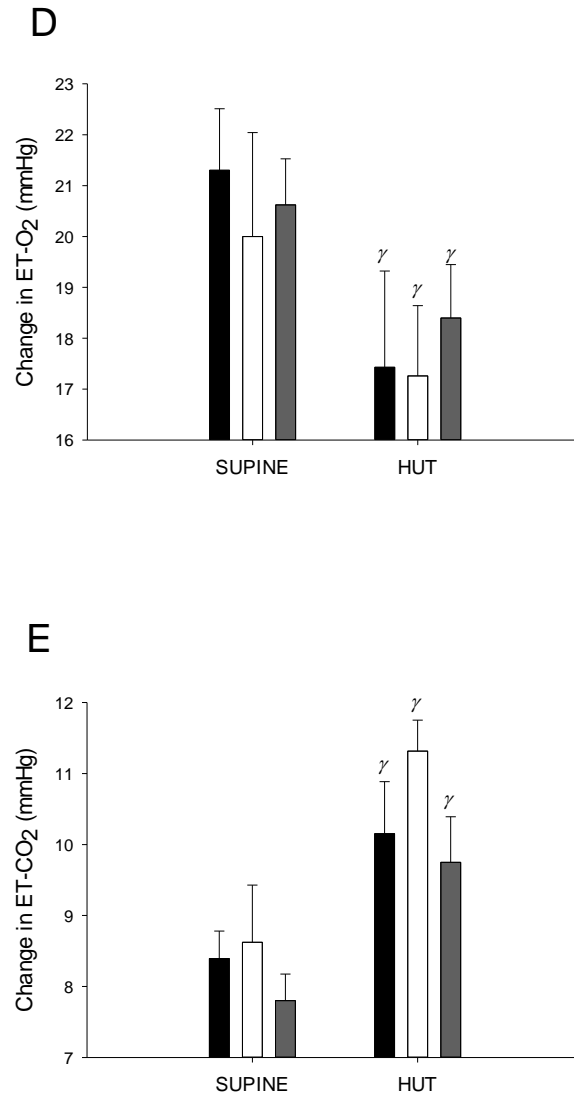 D
23
22
21
20
19
18
17
16
Change in ET-O2 (mmHg)
γ
γ
γ
SUPINE HUT
E
12
11
10
9
8
7
Change in ET-CO2 (mmHg)
γ
γ
γ
SUPINE HUT